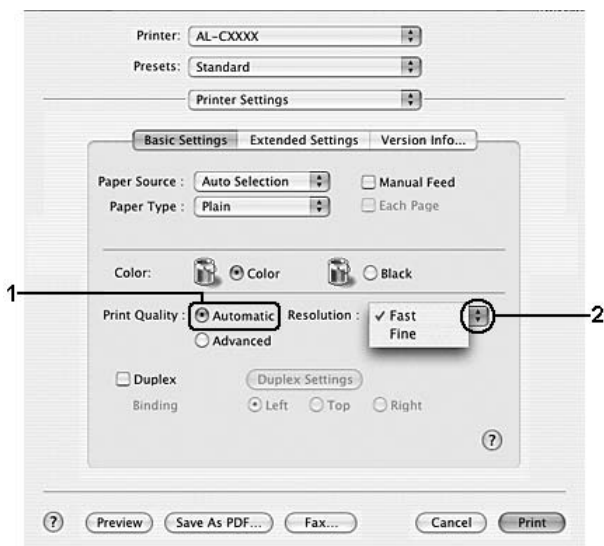 Printer: AL-CXXXX
Presets: Standard
Printer Settings
Basic Settings Extended Settings Version Info...
Paper Source : Auto Selection Manual Feed
Paper Type : Plain Each Page
Color: Color Black
1
Print Quality : Automatic Resolution : ✓ Fast 2
Advanced Fine
Duplex Duplex Settings
Binding Left Top Right
?
? Preview Save As PDF... Fax... Cancel Print